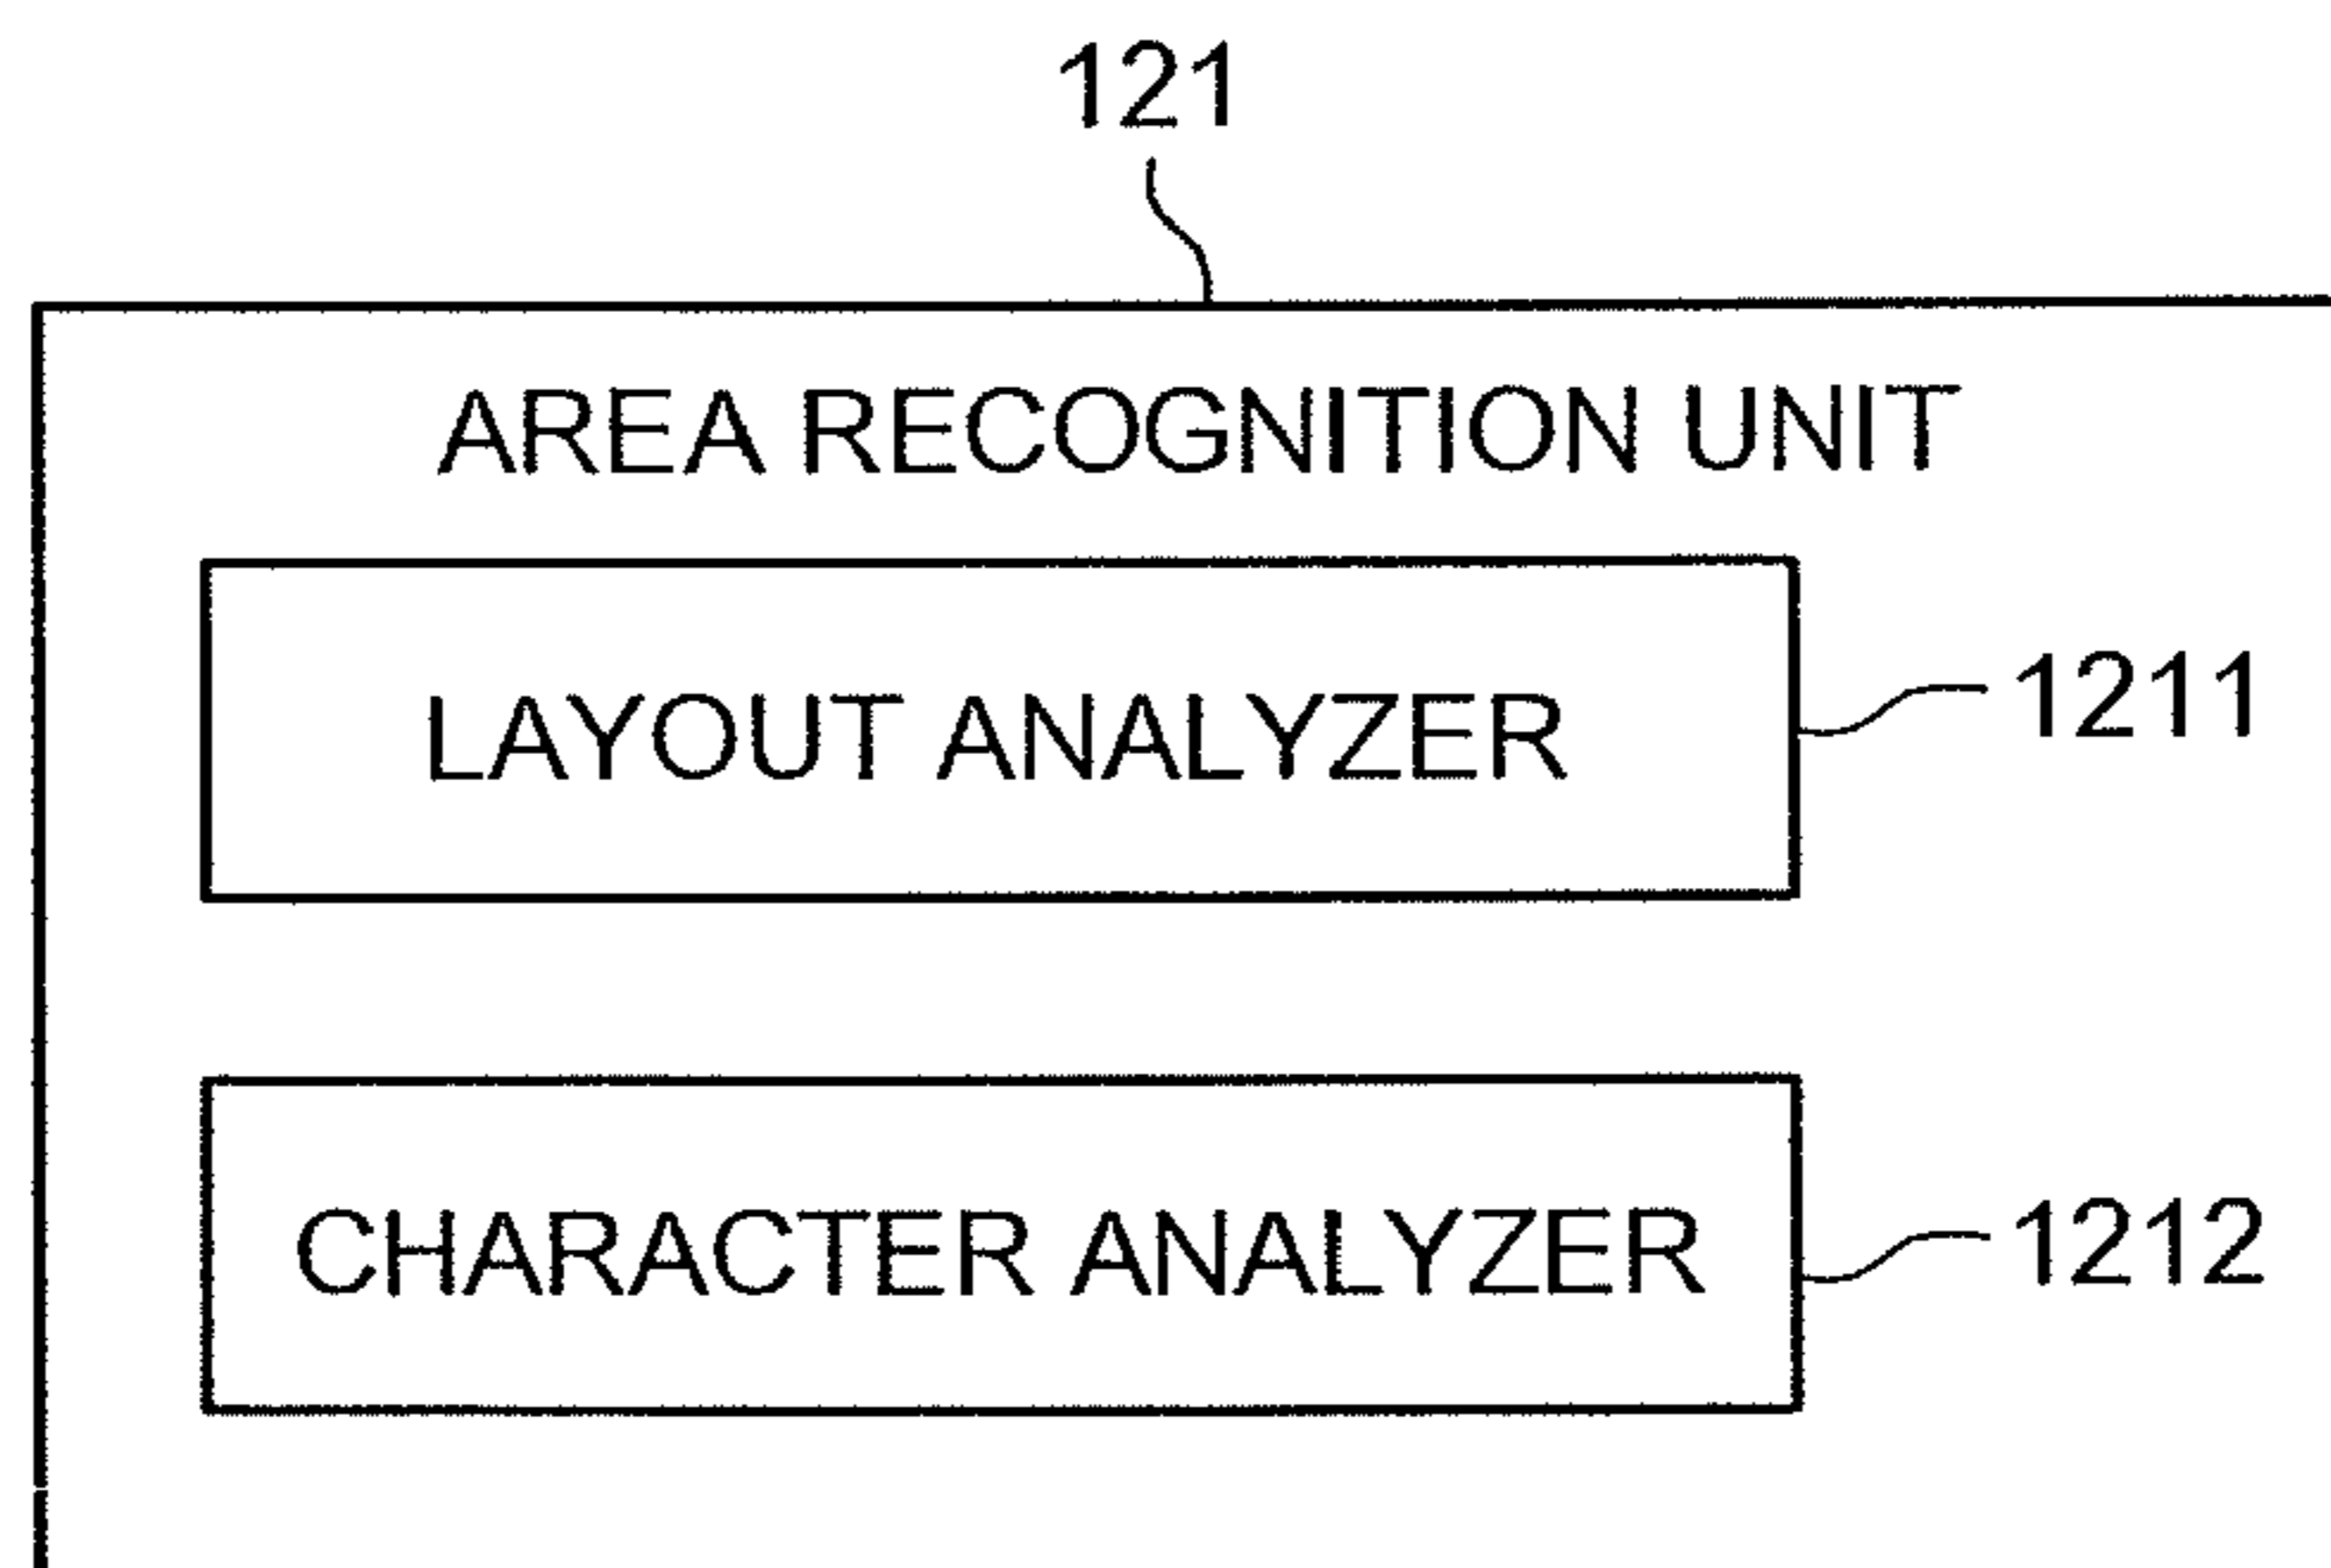 121
AREA RECOGNITION UNIT
LAYOUT ANALYZER
1211
CHARACTER ANALYZER
1212